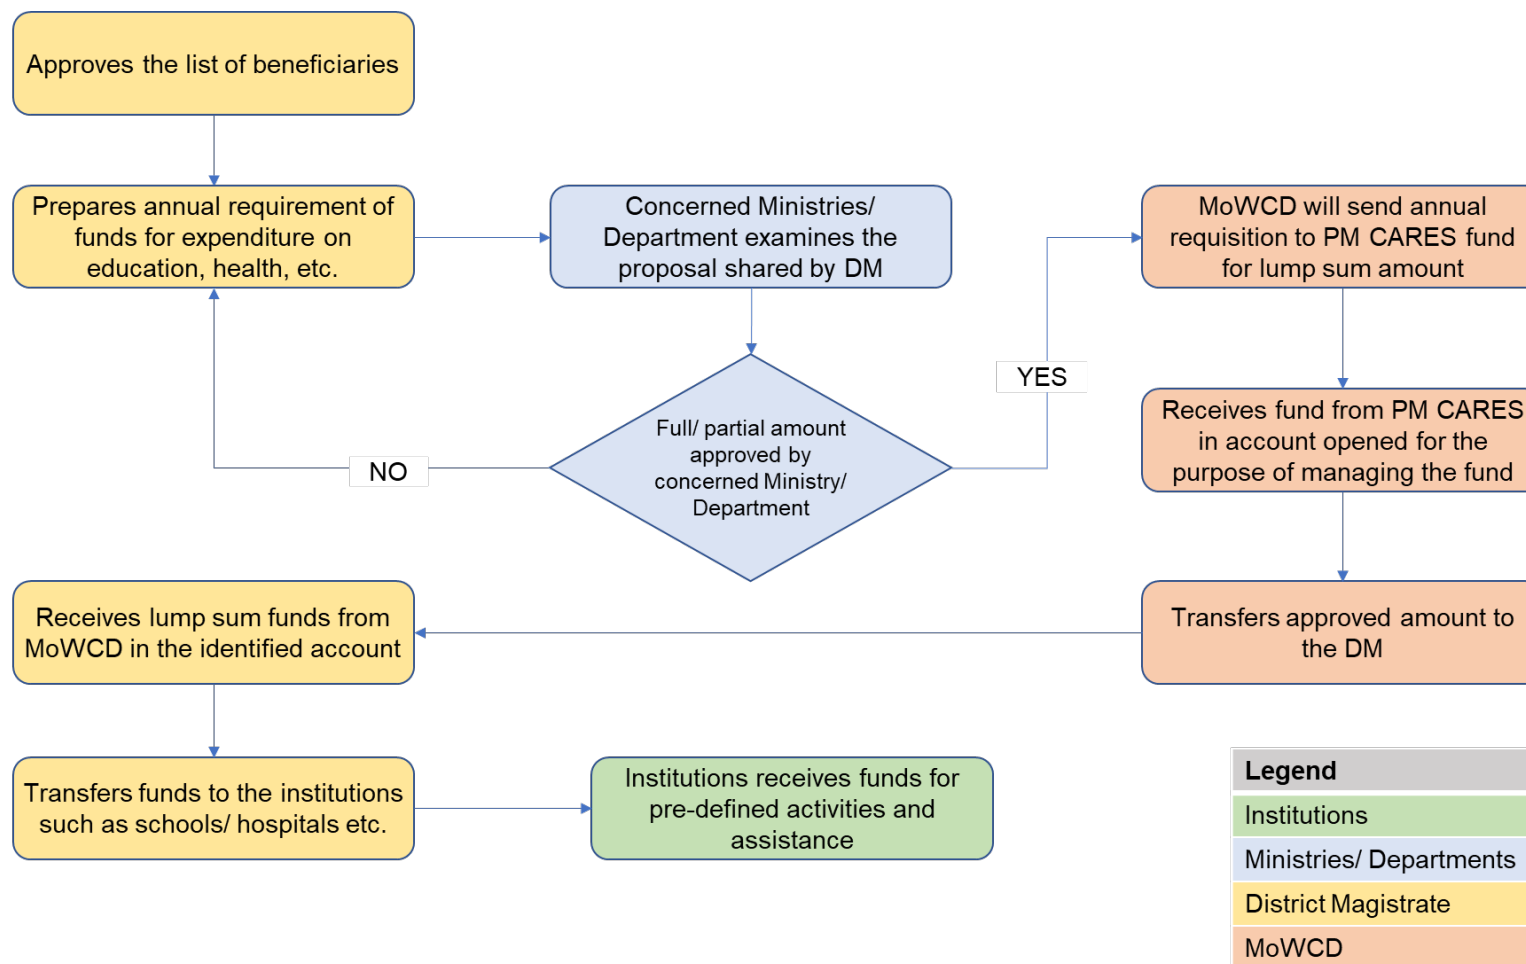 Approves the list of beneficiaries
Prepares annual requirement of
funds for expenditure on
education, health, etc.
Concerned Ministries/
Department examines the
proposal shared by DM
MoWCD will send annual
requisition to PM CARES fund
for lump sum amount
YES
Full/ partial amount
approved by
concerned Ministry/
Department
NO
Receives fund from PM CARES
in account opened for the
purpose of managing the fund
Receives lump sum funds from
MoWCD in the identified account
Transfers approved amount to
the DM
Transfers funds to the institutions
such as schools/ hospitals etc.
Institutions receives funds for
pre-defined activities and
assistance
Legend
Institutions
Ministries/ Departments
District Magistrate
MoWCD